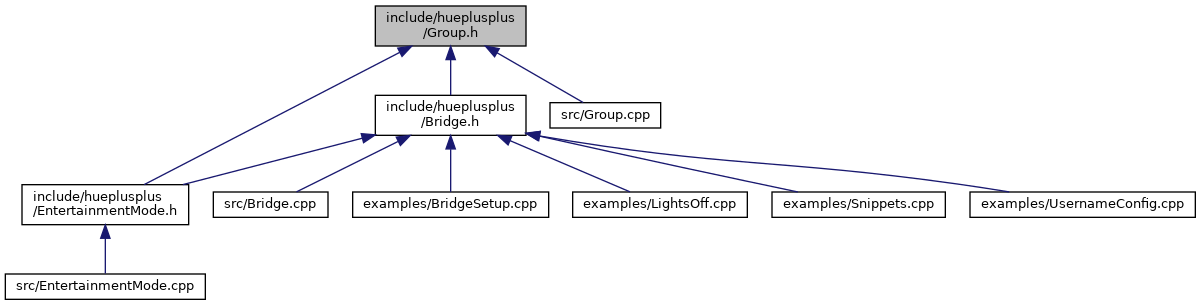 include/hueplusplus
/Group.h
include/hueplusplus
/Bridge.h
src/Group.cpp
include/hueplusplus
/EntertainmentMode.h
src/Bridge.cpp
examples/BridgeSetup.cpp
examples/LightsOff.cpp
examples/Snippets.cpp
examples/UsernameConfig.cpp
src/EntertainmentMode.cpp